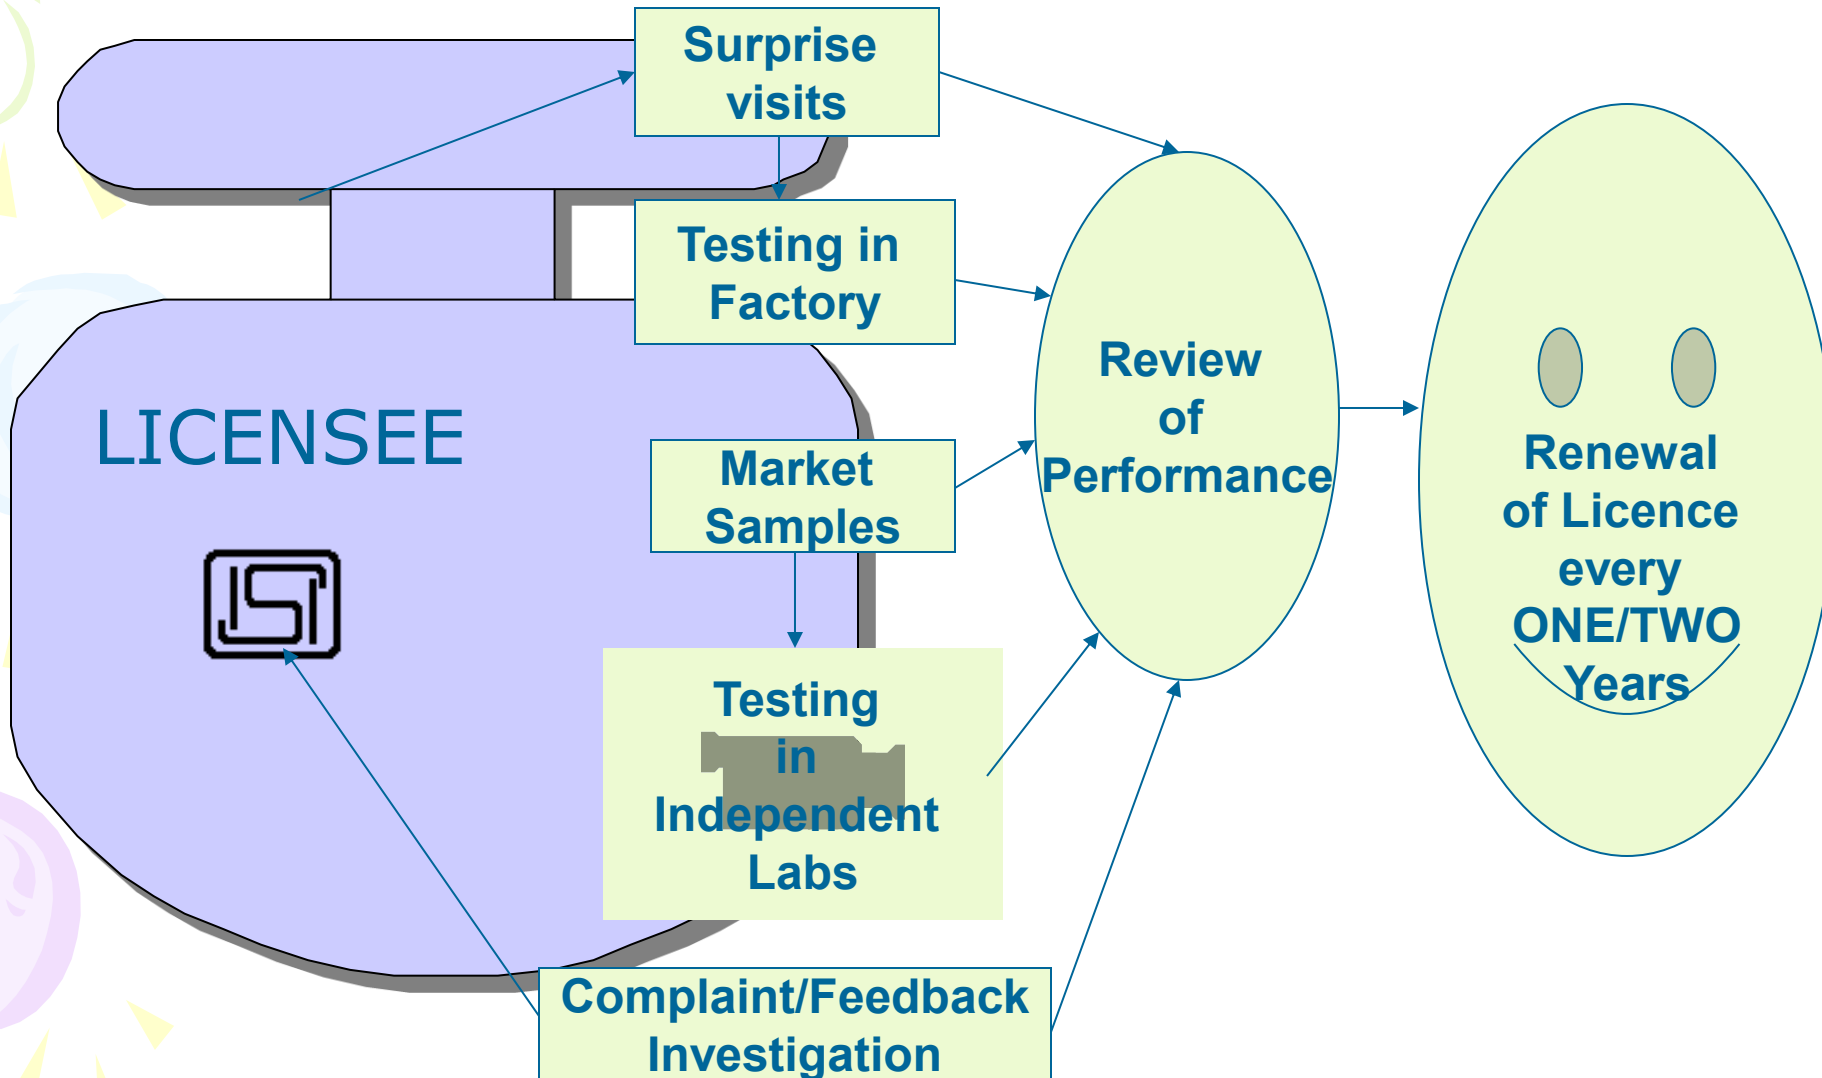 Surprise
visits
Testing in
Factory
LICENSEE
ISI
Market
Samples
Testing
in
Independent
Labs
Complaint/Feedback
Investigation
Review
of
Performance
Renewal
of Licence
every
ONE/TWO
Years